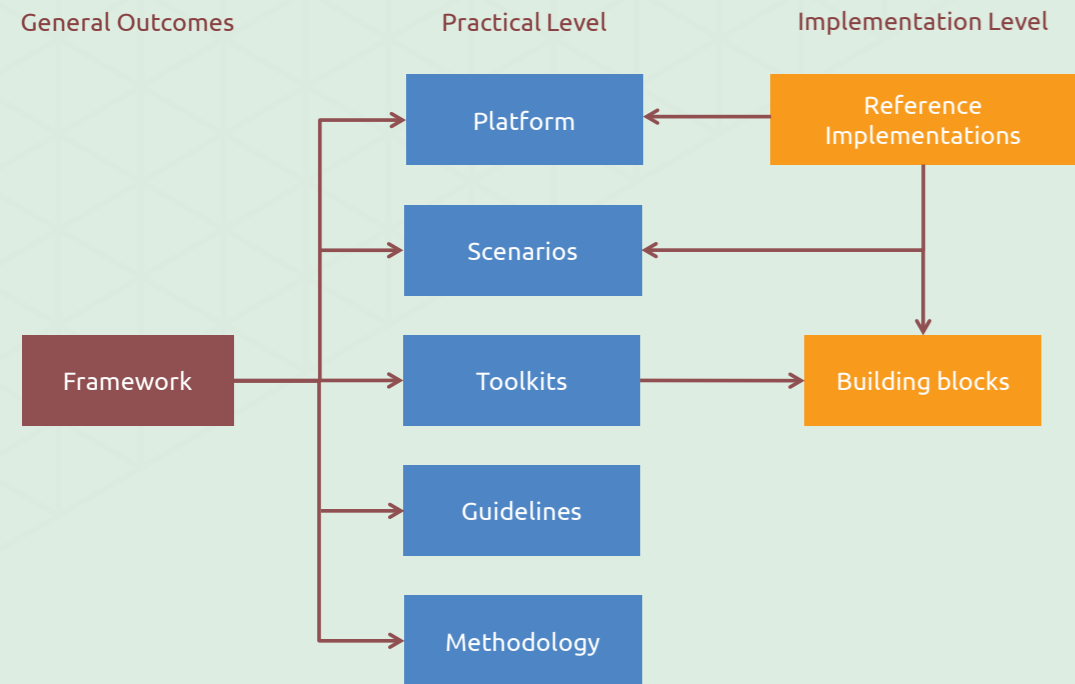 General Outcomes
Practical Level
Implementation Level
Platform
Reference
Implementations
Scenarios
Framework
Toolkits
Building blocks
Guidelines
Methodology